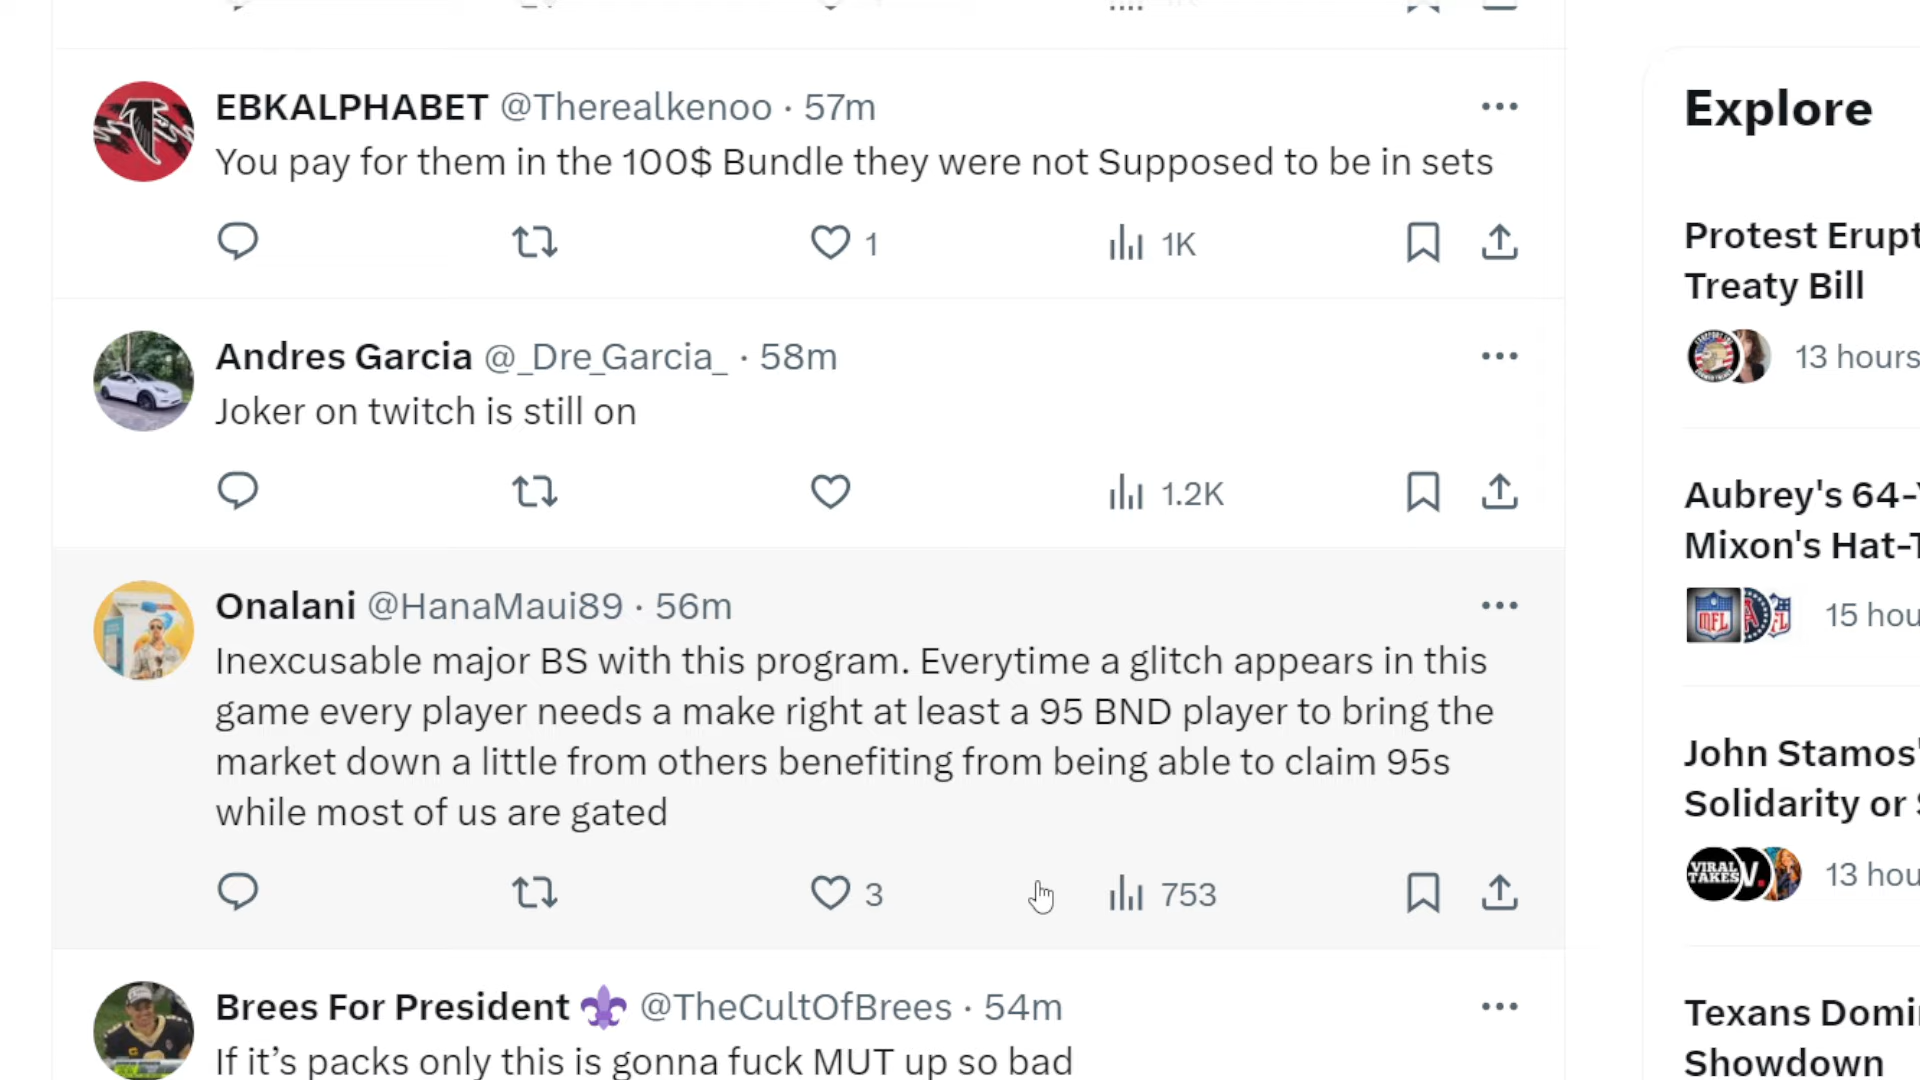 EBKALPHABET @Therealkenoo · 57m
You pay for them in the 100$ Bundle they were not Supposed to be in sets
1
1K
Andres Garcia @_Dre_Garcia_ · 58m
Joker on twitch is still on
1.2K
Onalani @HanaMaui89 · 56m
Inexcusable major BS with this program. Everytime a glitch appears in this
game every player needs a make right at least a 95 BND player to bring the
market down a little from others benefiting from being able to claim 95s
while most of us are gated
3
753
Brees For President ⚜ @TheCultOfBrees · 54m
If it’s packs only this is gonna fuck MUT up so bad
Explore
Protest Erupt
Treaty Bill
13 hours
Aubrey's 64-Y
Mixon's Hat-T
15 hou
John Stamos'
Solidarity or S
VIRAL
TAKES
V.
13 hou
Texans Domi
Showdown